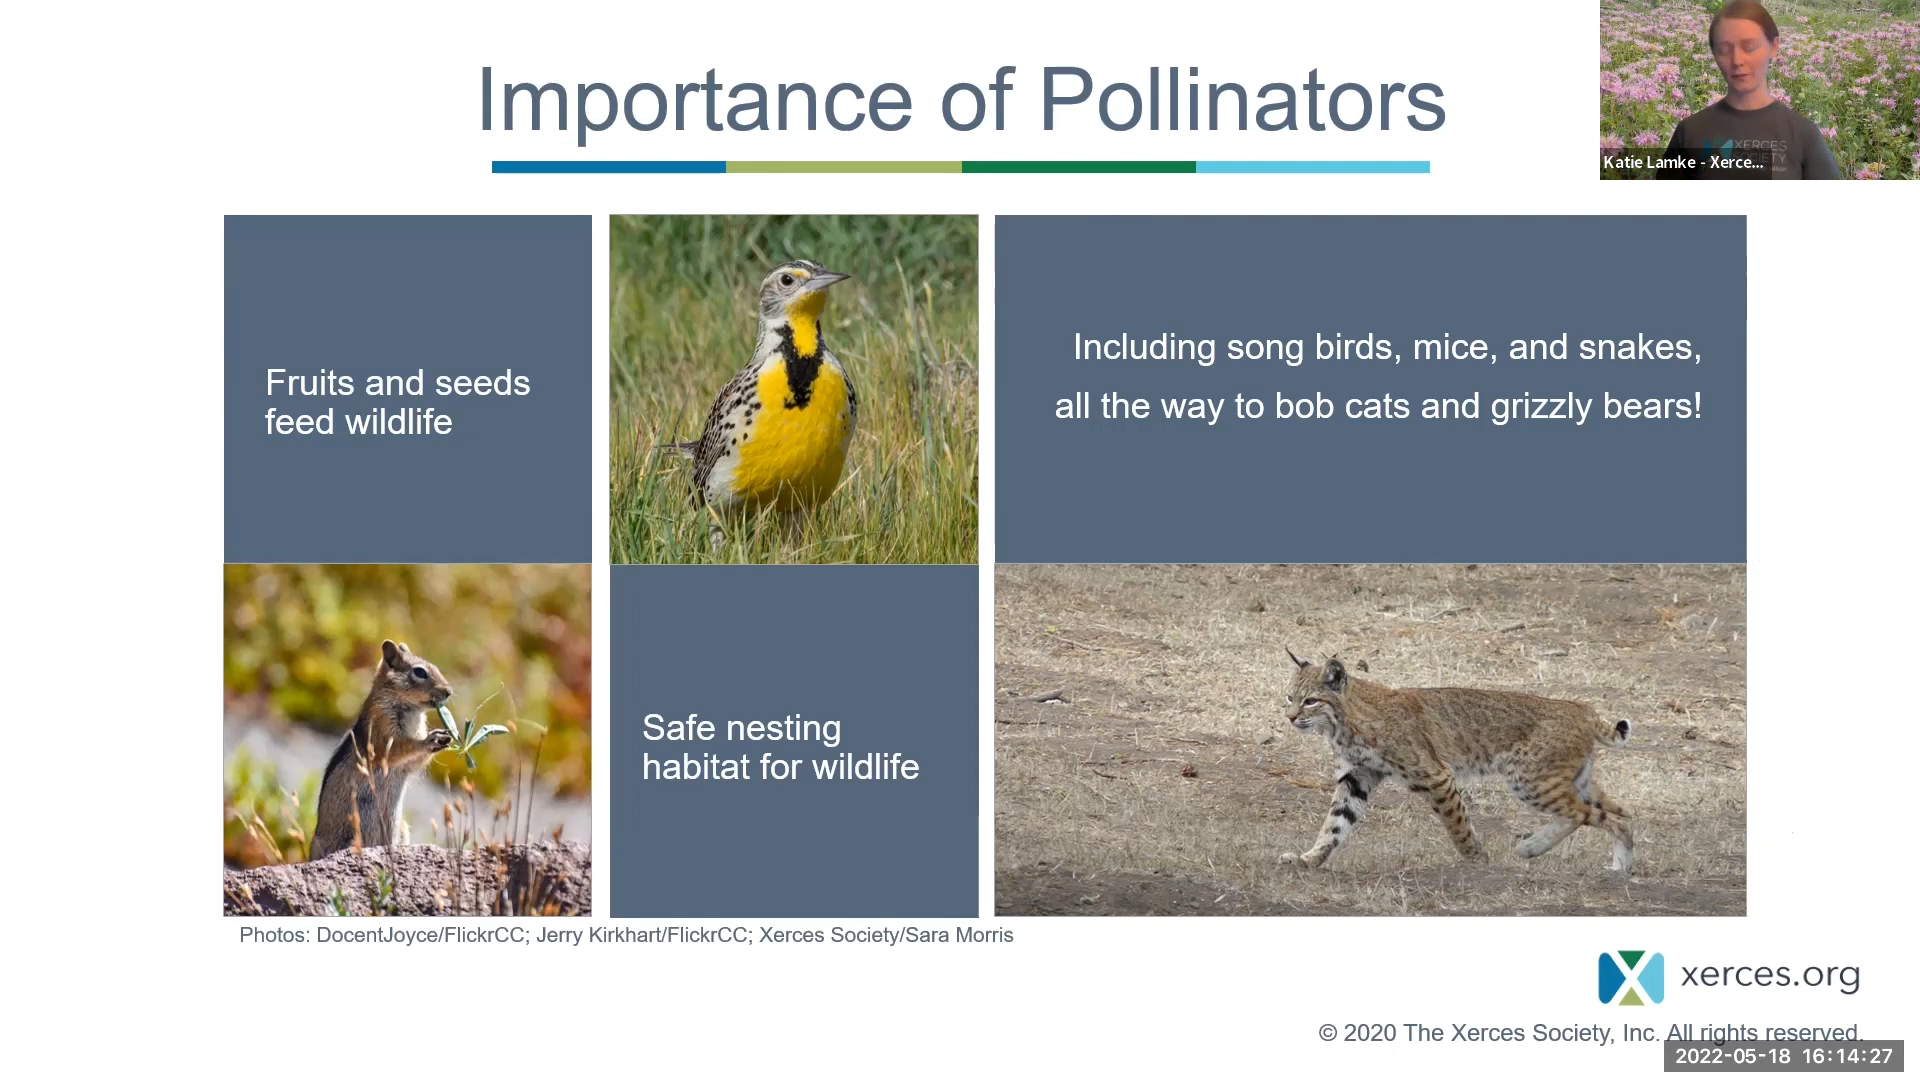 Importance of Pollinators
Katie Lamke - Xerce...
XERCES
SOCIETY
Fruits and seeds
feed wildlife
Including song birds, mice, and snakes,
all the way to bob cats and grizzly bears!
Safe nesting
habitat for wildlife
Photos: DocentJoyce/FlickrCC; Jerry Kirkhart/FlickrCC; Xerces Society/Sara Morris
xerces.org
© 2020 The Xerces Society, Inc. All rights reserved.
2022-05-18 16:14:27